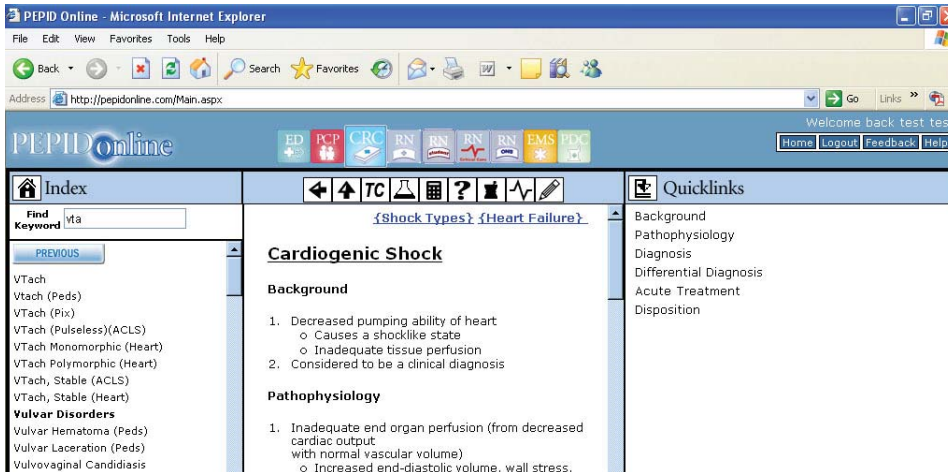 PEPID Online - Microsoft Internet Explorer
File Edit View Favorites Tools Help
Back Search Favorites
Address http://pepidonline.com/Main.aspx Go Links »
PEPIDOnline ED PCP CRC RN RN RN RN EMS PDC Welcome back test tes
Home Logout Feedback Help
Index TC ? Quicklinks
Find Keyword vta
PREVIOUS
VTach
Vtach (Peds)
VTach (Pix)
VTach (Pulseless)(ACLS)
VTach Monomorphic (Heart)
VTach Polymorphic (Heart)
VTach, Stable (ACLS)
VTach, Stable (Heart)
Vulvar Disorders
Vulvar Hematoma (Peds)
Vulvar Laceration (Peds)
Vulvovaginal Candidiasis
{Shock Types} {Heart Failure}
Cardiogenic Shock
Background
1. Decreased pumping ability of heart
o Causes a shocklike state
o Inadequate tissue perfusion
2. Considered to be a clinical diagnosis
Pathophysiology
1. Inadequate end organ perfusion (from decreased
cardiac output
with normal vascular volume)
o Increased end-diastolic volume, wall stress,
Background
Pathophysiology
Diagnosis
Differential Diagnosis
Acute Treatment
Disposition